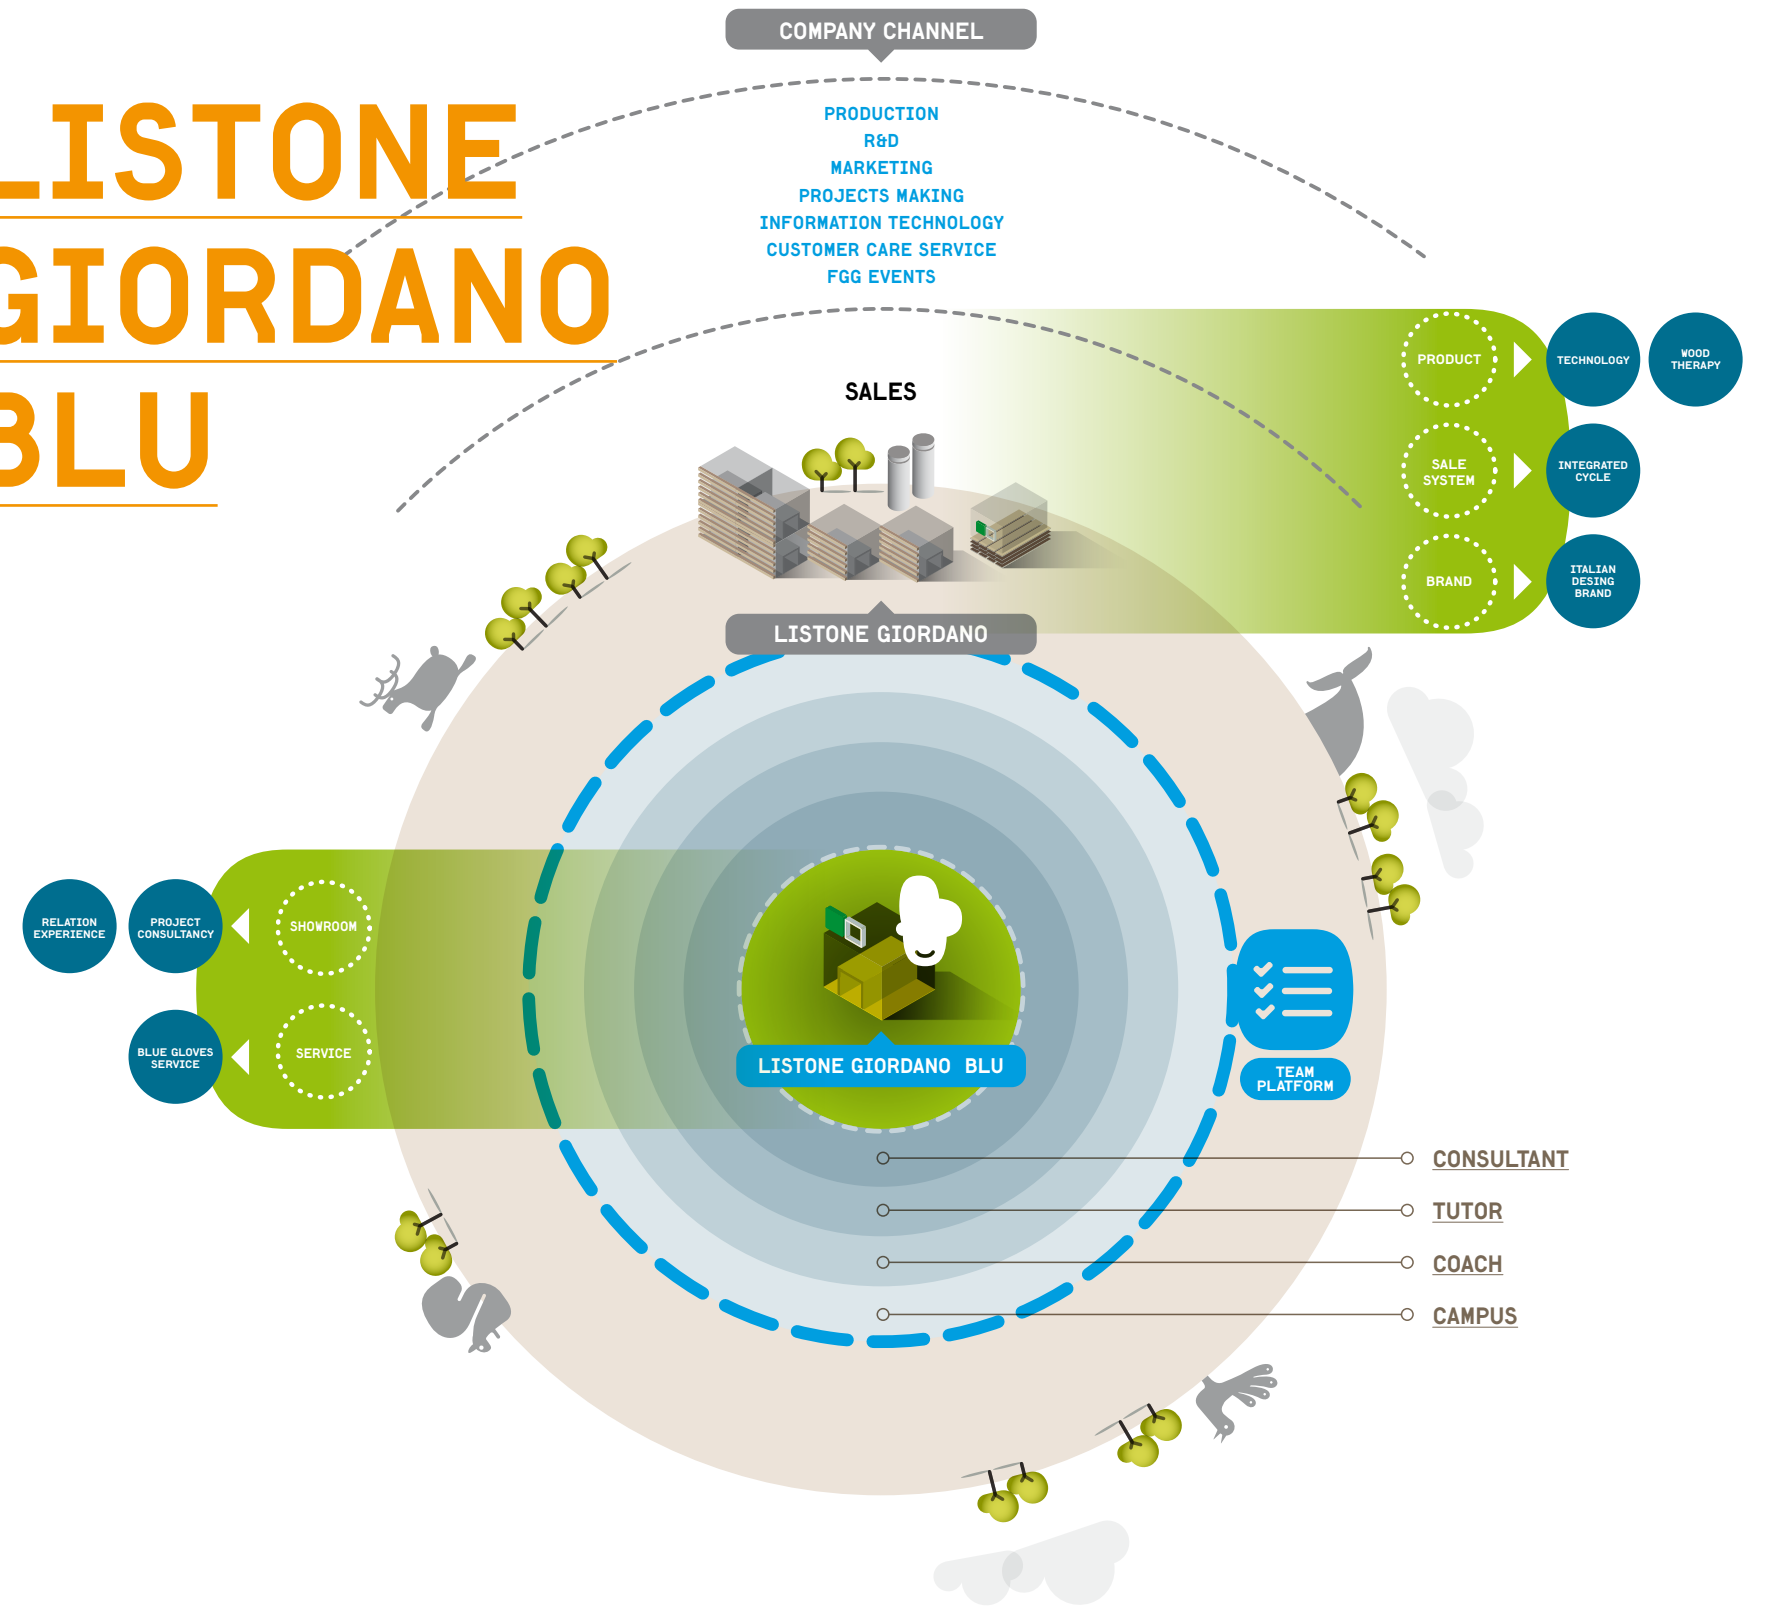 COMPANY CHANNEL
LISTONE
GIORDANO
BLU
PRODUCTION
R&D
MARKETING
PROJECTS MAKING
INFORMATION TECHNOLOGY
CUSTOMER CARE SERVICE
FGG EVENTS
SALES
PRODUCT
TECHNOLOGY
WOOD
THERAPY
SALE
SYSTEM
INTEGRATED
CYCLE
BRAND
ITALIAN
DESING
BRAND
LISTONE GIORDANO
RELATION
EXPERIENCE
PROJECT
CONSULTANCY
SHOWROOM
BLUE GLOVES
SERVICE
SERVICE
LISTONE GIORDANO BLU
TEAM
PLATFORM
CONSULTANT
TUTOR
COACH
CAMPUS